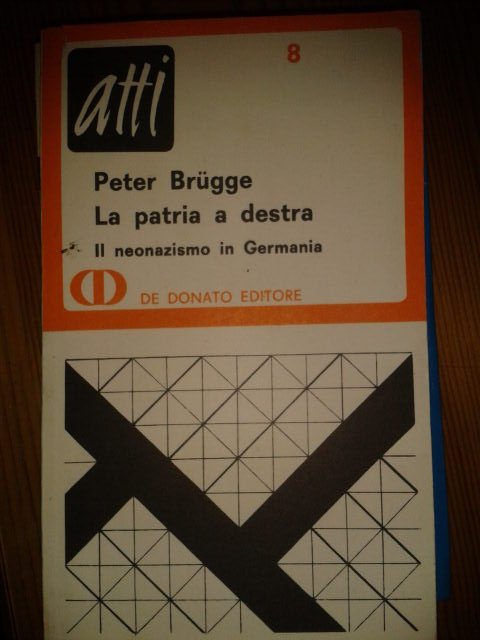 8
atti
Peter Brügge
La patria a destra
Il neonazismo in Germania
DE DONATO EDITORE